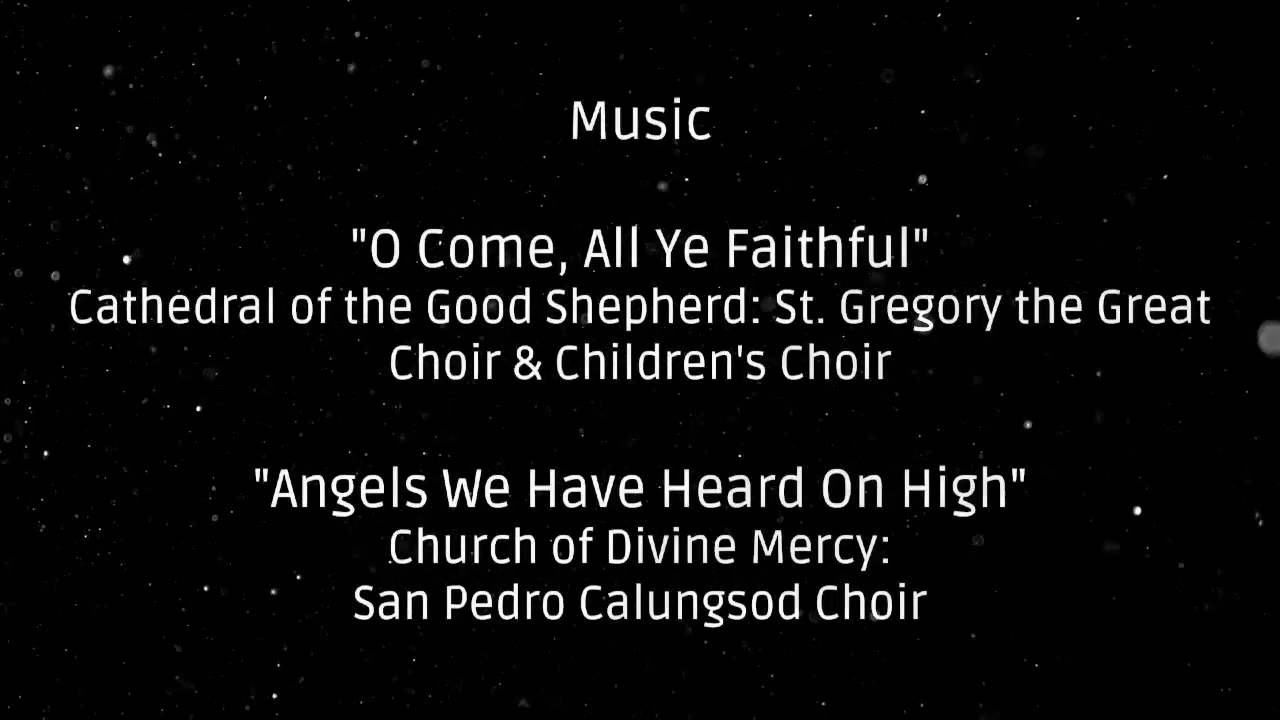 Music
"O Come, All Ye Faithful"
Cathedral of the Good Shepherd: St. Gregory the Great
Choir & Children's Choir
"Angels We Have Heard On High"
Church of Divine Mercy:
San Pedro Calungsod Choir